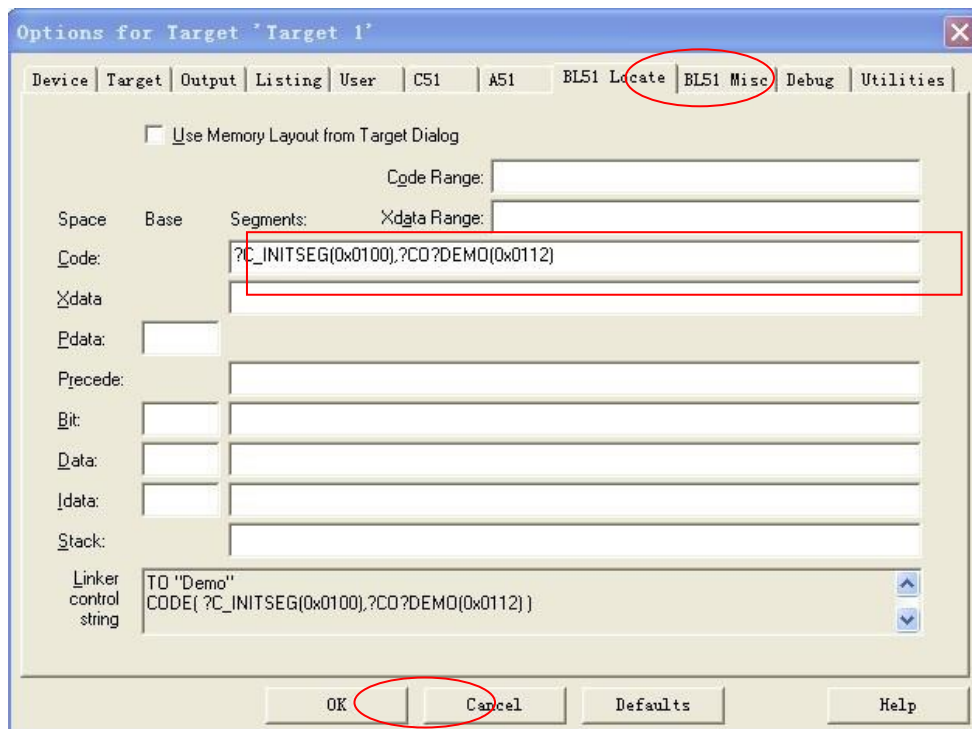 Options for Target 'Target 1'
Device Target Output Listing User C51 A51 BL51 Locate BL51 Misc Debug Utilities
Use Memory Layout from Target Dialog
Code Range:
Space Base Segments: Xdata Range:
Code: ?C_INITSEG(0x0100),?CO?DEMO(0x0112)
Xdata
Pdata:
Precede:
Bit:
Data:
Idata:
Stack:
Linker
control
string
TO "Demo"
CODE( ?C_INITSEG(0x0100),?CO?DEMO(0x0112) )
OK Cancel Defaults Help